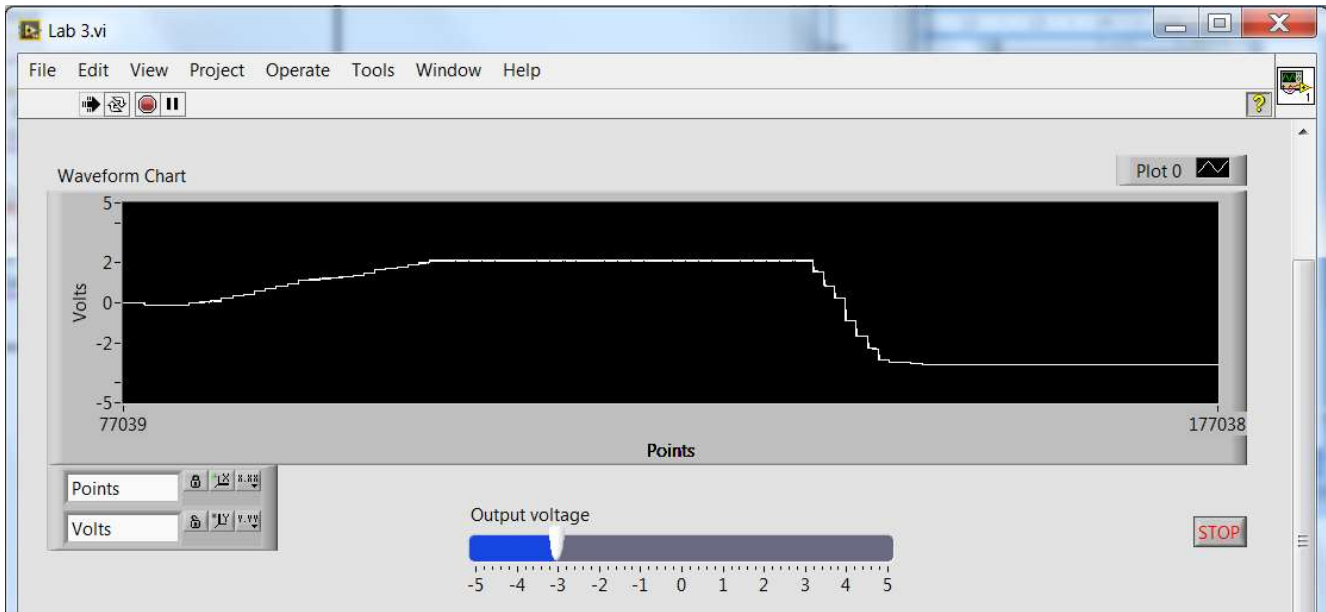 Lab 3.vi
File Edit View Project Operate Tools Window Help
1
Waveform Chart
Plot 0
5
2
0
-2
-5
Volts
77039
177038
Points
Points
Volts
Output voltage
STOP
-5 -4 -3 -2 -1 0 1 2 3 4 5